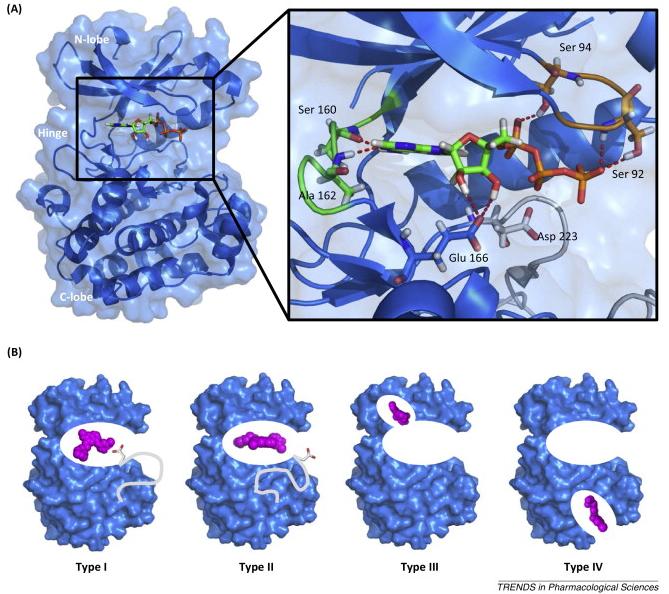 (A)
N-lobe
Hinge
C-lobe
Ser 94
Ser 160
Ser 92
Ala 162
Asp 223
Glu 166
(B)
Type I
Type II
Type III
Type IV
TRENDS in Pharmacological Sciences